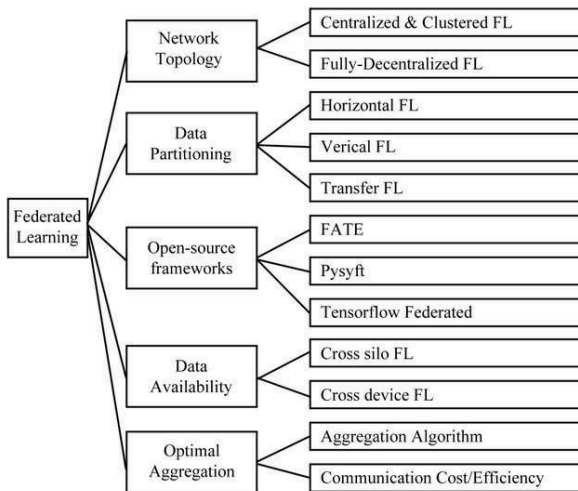 Federated
Learning
Network
Topology
Centralized & Clustered FL
Fully-Decentralized FL
Data
Partitioning
Horizontal FL
Verical FL
Transfer FL
Open-source
frameworks
FATE
Pysyft
Tensorflow Federated
Data
Availability
Cross silo FL
Cross device FL
Optimal
Aggregation
Aggregation Algorithm
Communication Cost/Efficiency